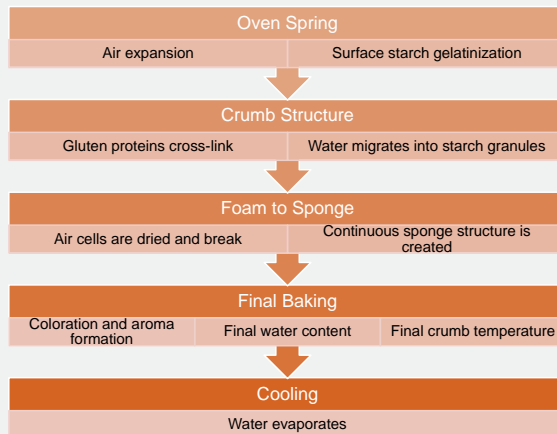 Oven Spring
Air expansion
Surface starch gelatinization
Crumb Structure
Gluten proteins cross-link
Water migrates into starch granules
Foam to Sponge
Air cells are dried and break
Continuous sponge structure is
created
Final Baking
Coloration and aroma
formation
Final water content
Final crumb temperature
Cooling
Water evaporates